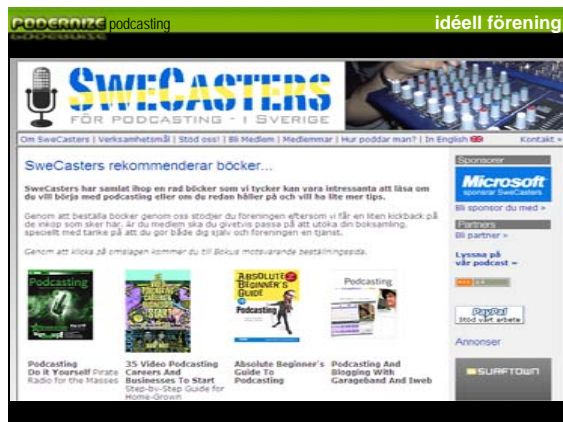 PODERNIZE podcasting
idéell förening
SWECASTERS
FÖR PODCASTING - I SVERIGE
Om SweCasters | Verksamhetsmål | Stöd oss! | Bli Medlem | Medlemmar | Hur poddar man? | In English
Kontakt »
SweCasters rekommenderar böcker...
SweCasters har samlat ihop en rad böcker som vi tycker kan vara intressanta att läsa om
du vill börja med podcasting eller om du redan håller på och vill ha lite mer tips.
Genom att beställa böcker genom oss stödjer du föreningen eftersom vi får en liten kickback på
de inköp som sker här. är du medlem ska du givetvis passa på att utöka din boksamling,
speciellt med tanke på att du gör både dig själv och föreningen en tjänst.
Genom att klicka på omslagen kommer du till Bokus motsvarande beställningssida.
Podcasting
ABSOLUTE
BEGINNER'S
GUIDE
TO
Podcasting
Podcasting
Podcasting
Do it Yourself Pirate
Radio for the Masses
35 Video Podcasting
Careers And
Businesses To Start
Step-by-Step Guide for
Home-Grown
Absolute Beginner's
Guide To
Podcasting
Podcasting And
Blogging With
Garageband And Iweb
Sponsorer
Microsoft
sponsrar SweCasters
Bli sponsor du med »
Partners
Bli partner »
Lyssna på
vår podcast »
PayPal
Stöd vårt arbete
Annonser
SURFTOWN